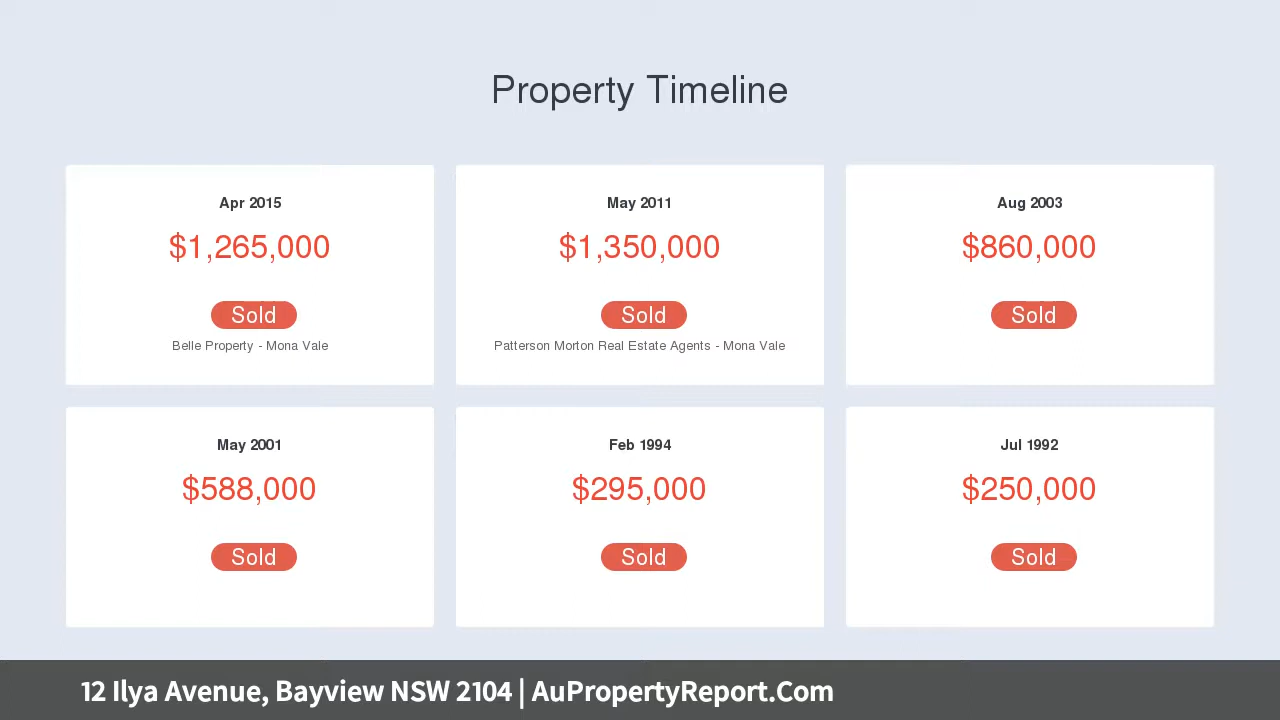 Property Timeline
Apr 2015
$1,265,000
Sold
Belle Property - Mona Vale
May 2011
$1,350,000
Sold
Patterson Morton Real Estate Agents - Mona Vale
Aug 2003
$860,000
Sold
May 2001
$588,000
Sold
Feb 1994
$295,000
Sold
Jul 1992
$250,000
Sold
12 Ilya Avenue, Bayview NSW 2104 | AuPropertyReport.Com